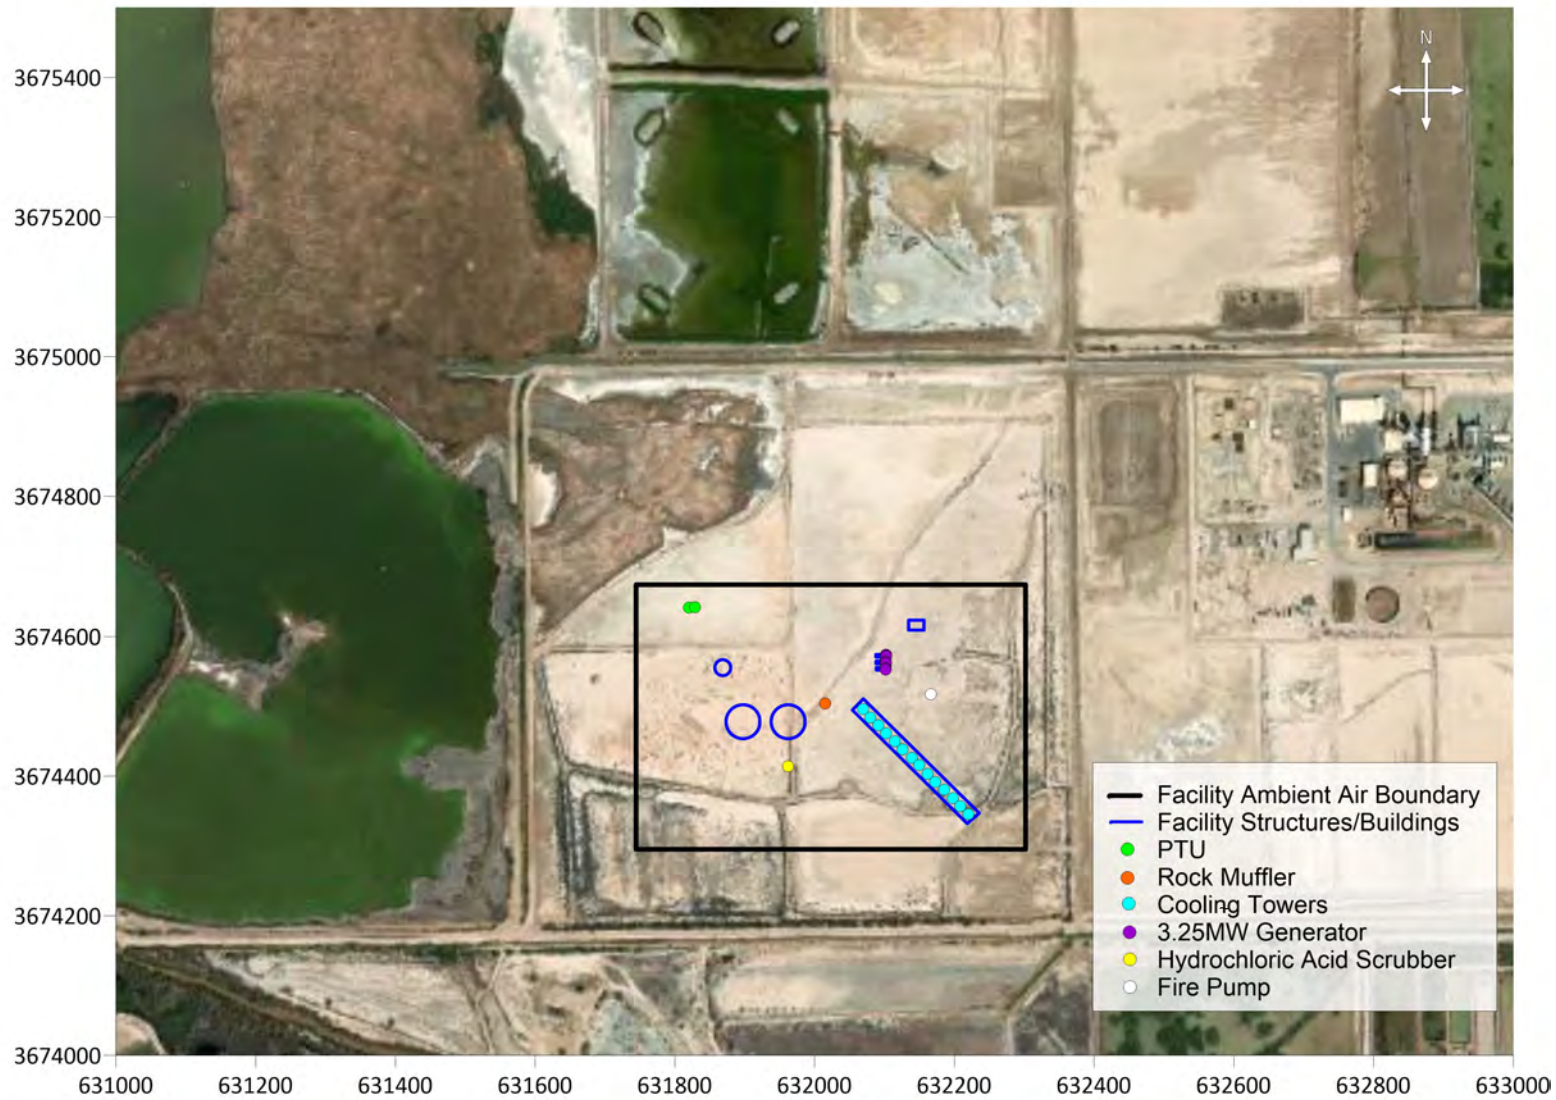 N
3675400
3675200
3675000
3674800
3674600
3674400
3674200
3674000
631000 631200 631400 631600 631800 632000 632200 632400 632600 632800 633000
Facility Ambient Air Boundary
Facility Structures/Buildings
PTU
Rock Muffler
Cooling Towers
3.25MW Generator
Hydrochloric Acid Scrubber
Fire Pump